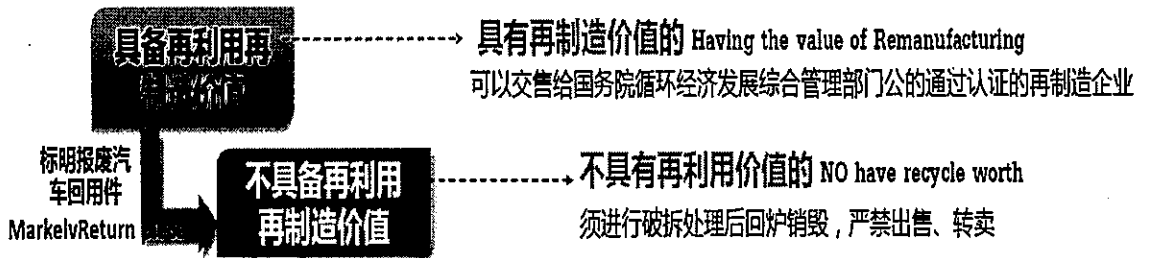 具备再利用再
制造价值
具有再制造价值的 Having the value of Remanufacturing
可以交售给国务院循环经济发展综合管理部门公的通过认证的再制造企业
标明报废汽
车回用件
MarkelvReturn
不具备再利用
再制造价值
不具有再利用价值的 NO have recycle worth
须进行破拆处理后回炉销毁，严禁出售、转卖